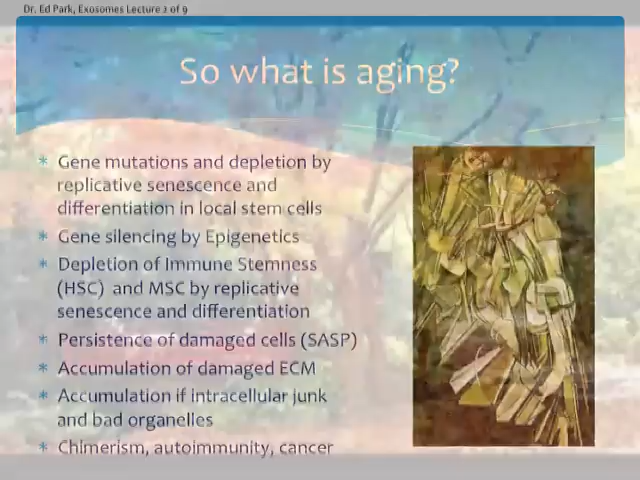 Dr. Ed Park, Exosomes Lecture 2 of 9
So what is aging?
* Gene mutations and depletion by
replicative senescence and
differentiation in local stem cells
* Gene silencing by Epigenetics
* Depletion of Immune Stemness
(HSC) and MSC by replicative
senescence and differentiation
* Persistence of damaged cells (SASP)
* Accumulation of damaged ECM
* Accumulation if intracellular junk
and bad organelles
* Chimerism, autoimmunity, cancer